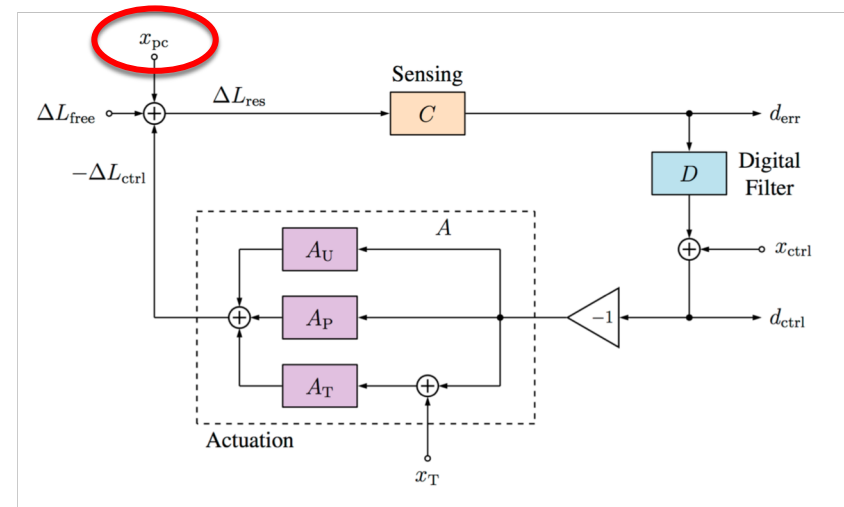 x_pc
Sensing
ΔL_free
ΔL_res
C
d_err
−ΔL_ctrl
D
Digital
Filter
A
A_U
x_ctrl
A_P
−1
d_ctrl
A_T
Actuation
x_T